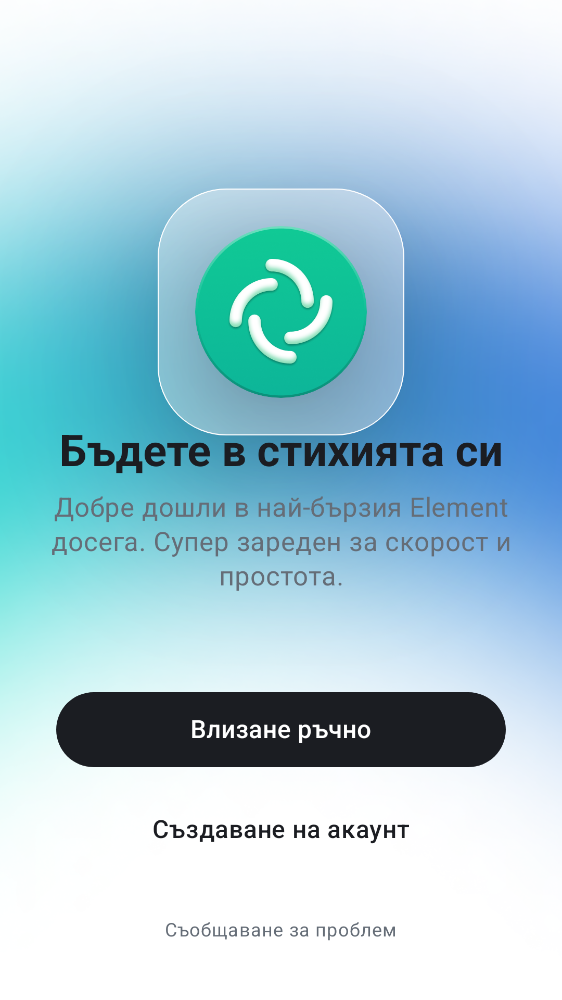 Бъдете в стихията си
Добре дошли в най-бързия Element
досега. Супер зареден за скорост и
простота.
Влизане ръчно
Създаване на акаунт
Съобщаване за проблем